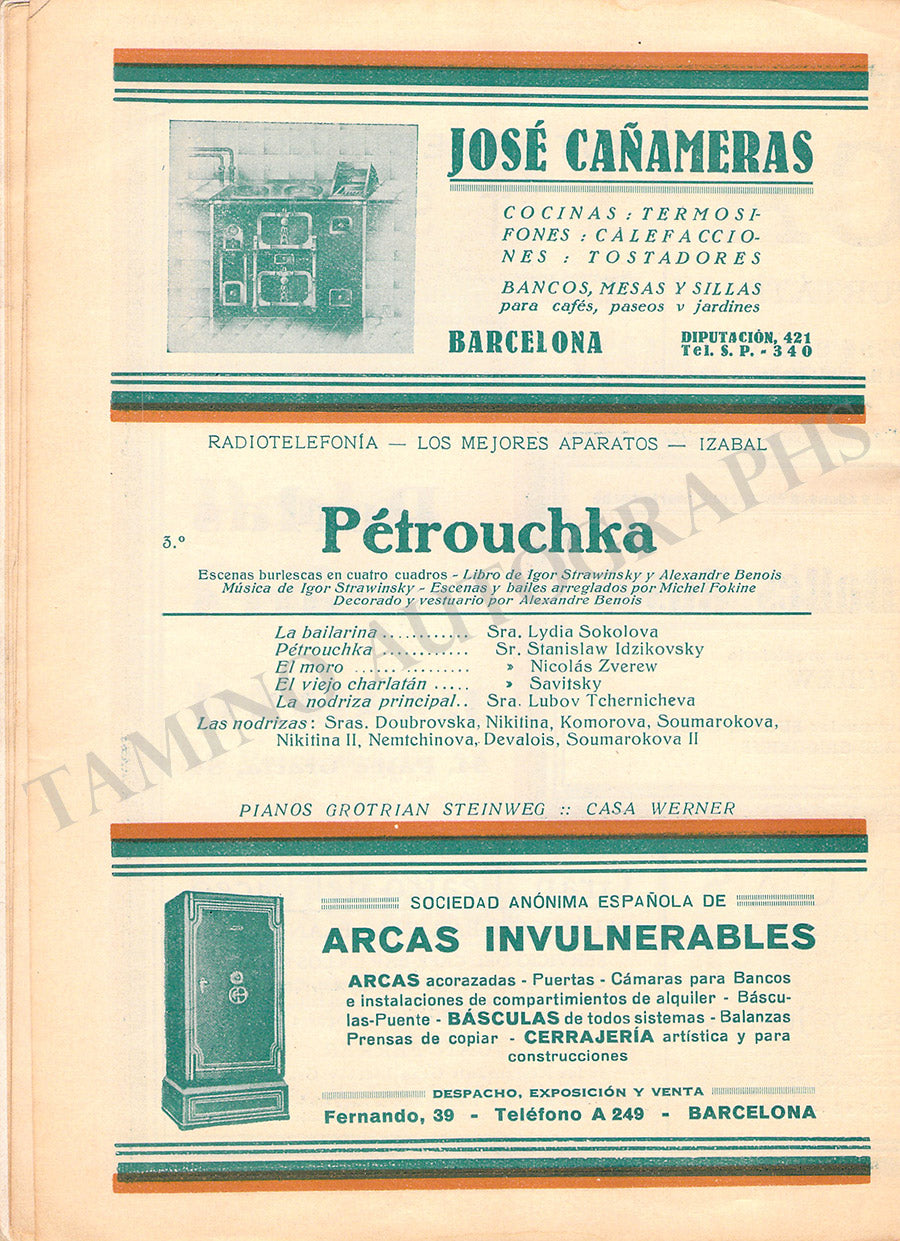 JOSÉ CAÑAMERAS
COCINAS : TERMOSI-
FONES : CALEFACCIO-
NES : TOSTADORES
BANCOS, MESAS Y SILLAS
para cafés, paseos v jardines
BARCELONA
DIPUTACIÓN, 421
Tel. S. P. - 340
RADIOTELEFONÍA — LOS MEJORES APARATOS — IZABAL
3.º
Pétrouchka
Escenas burlescas en cuatro cuadros - Libro de Igor Strawinsky y Alexandre Benois
Música de Igor Strawinsky - Escenas y bailes arreglados por Michel Fokine
Decorado y vestuario por Alexandre Benois
La bailarina ............ Sra. Lydia Sokolova
Pétrouchka ............ Sr. Stanislaw Idzikovsky
El moro ................ » Nicolás Zverew
El viejo charlatán ..... » Savitsky
La nodriza principal.. Sra. Lubov Tchernicheva
Las nodrizas: Sras. Doubrovska, Nikitina, Komorova, Soumarokova,
Nikitina II, Nemtchinova, Devalois, Soumarokova II
TAMINO AUTOGRAPHS
PIANOS GROTRIAN STEINWEG :: CASA WERNER
SOCIEDAD ANÓNIMA ESPAÑOLA DE
ARCAS INVULNERABLES
ARCAS acorazadas - Puertas - Cámaras para Bancos
e instalaciones de compartimientos de alquiler - Báscu-
las-Puente - BÁSCULAS de todos sistemas - Balanzas
Prensas de copiar - CERRAJERÍA artística y para
construcciones
DESPACHO, EXPOSICIÓN Y VENTA
Fernando, 39 - Teléfono A 249 - BARCELONA